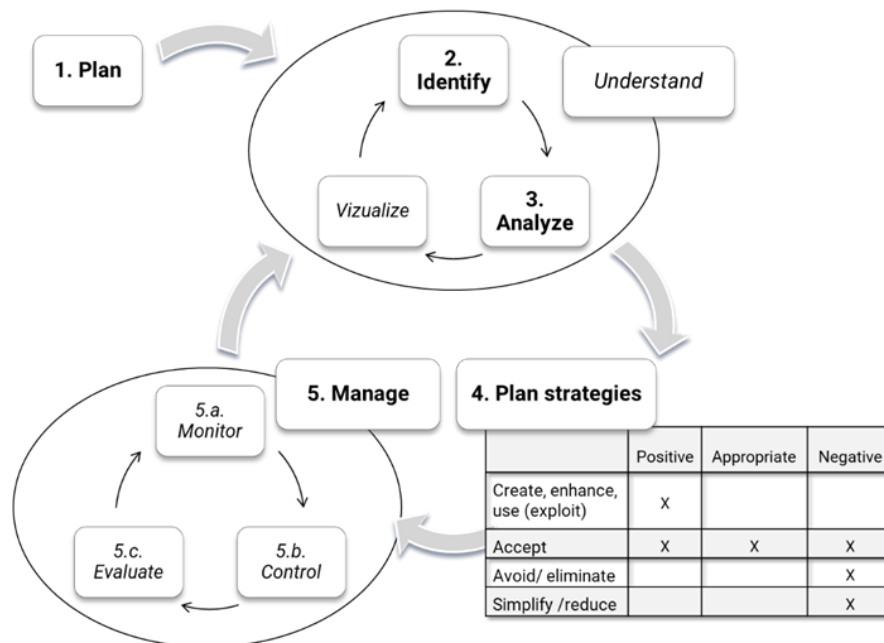 1. Plan
2.
Identify
Understand
Vizualize
3.
Analyze
5. Manage
4. Plan strategies
5.a.
Monitor
5.c.
Evaluate
5.b.
Control
Positive Appropriate Negative
Create, enhance,
use (exploit) X
Accept X X X
Avoid/ eliminate X
Simplify /reduce X